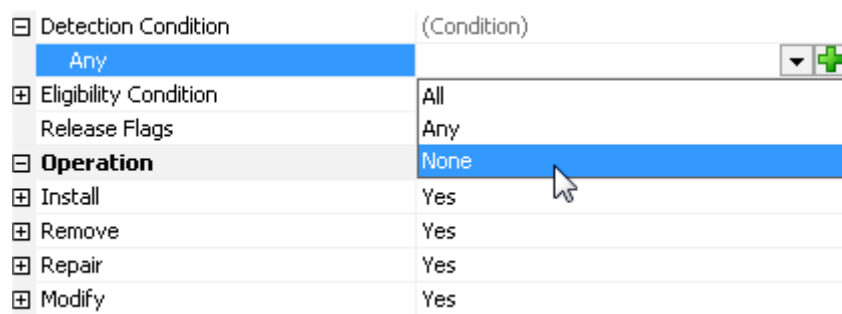 Detection Condition (Condition)
Any
Eligibility Condition All
Release Flags Any
Operation None
Install Yes
Remove Yes
Repair Yes
Modify Yes